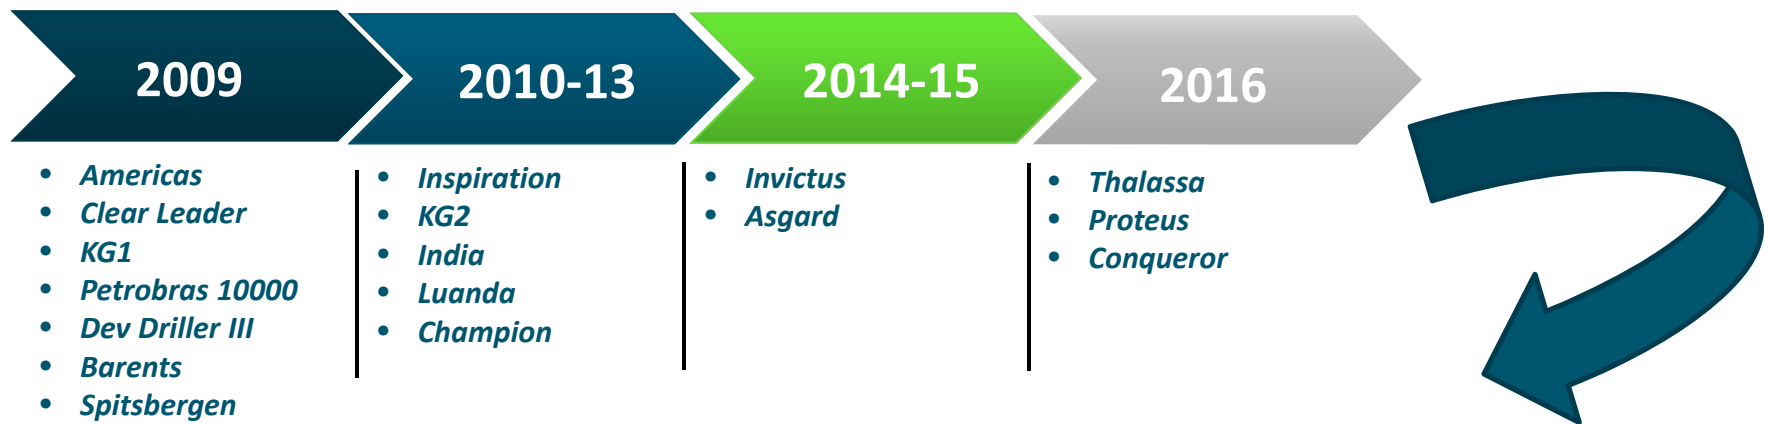 2009
2010-13
2014-15
2016
• Americas
• Clear Leader
• KG1
• Petrobras 10000
• Dev Driller III
• Barents
• Spitsbergen
• Inspiration
• KG2
• India
• Luanda
• Champion
• Invictus
• Asgard
• Thalassa
• Proteus
• Conqueror